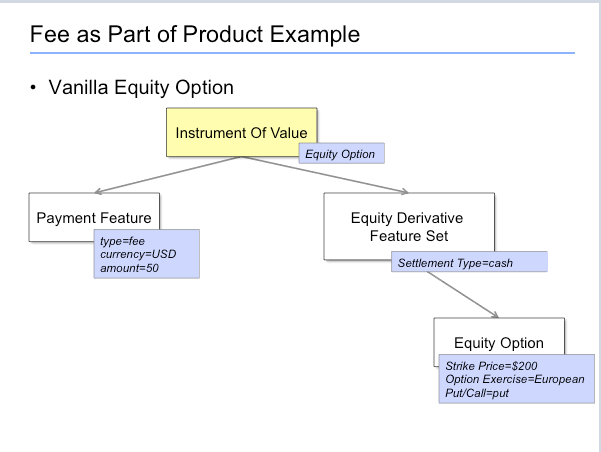 Fee as Part of Product Example
• Vanilla Equity Option
Instrument Of Value
Equity Option
Payment Feature
type=fee
currency=USD
amount=50
Equity Derivative
Feature Set
Settlement Type=cash
Equity Option
Strike Price=$200
Option Exercise=European
Put/Call=put